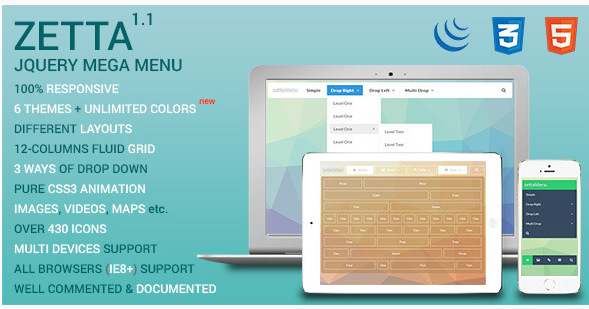 ZETTA 1.1
JQUERY MEGA MENU
100% RESPONSIVE
6 THEMES + UNLIMITED COLORS new
DIFFERENT LAYOUTS
12-COLUMNS FLUID GRID
3 WAYS OF DROP DOWN
PURE CSS3 ANIMATION
IMAGES, VIDEOS, MAPS etc.
OVER 430 ICONS
MULTI DEVICES SUPPORT
ALL BROWSERS (IE8+) SUPPORT
WELL COMMENTED & DOCUMENTED
3 5
Simple Drop Right Drop Left Multi Drop
Level One
Level One
Level One Level Two
Level One Level Two
zettaMenu
Simple
Drop Right
Drop Left
Multi Drop